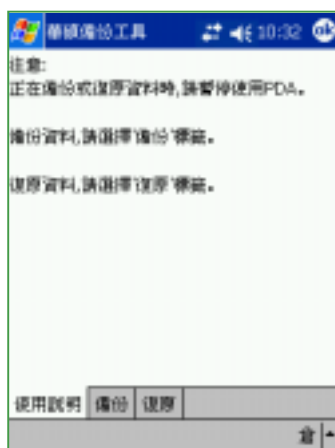 華碩備份工具 10:32 ok
注意:
正在備份或復原資料時,請暫停使用PDA。
備份資料,請選擇'備份'標籤。
復原資料,請選擇'復原'標籤。
使用說明 備份 復原
倉